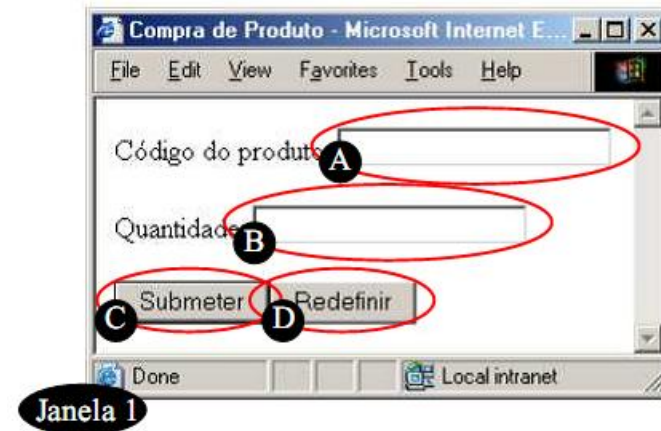 Compra de Produto - Microsoft Internet E...
File Edit View Favorites Tools Help
Código do produto A
Quantidade B
C Submeter D Redefinir
Done Local intranet
Janela 1